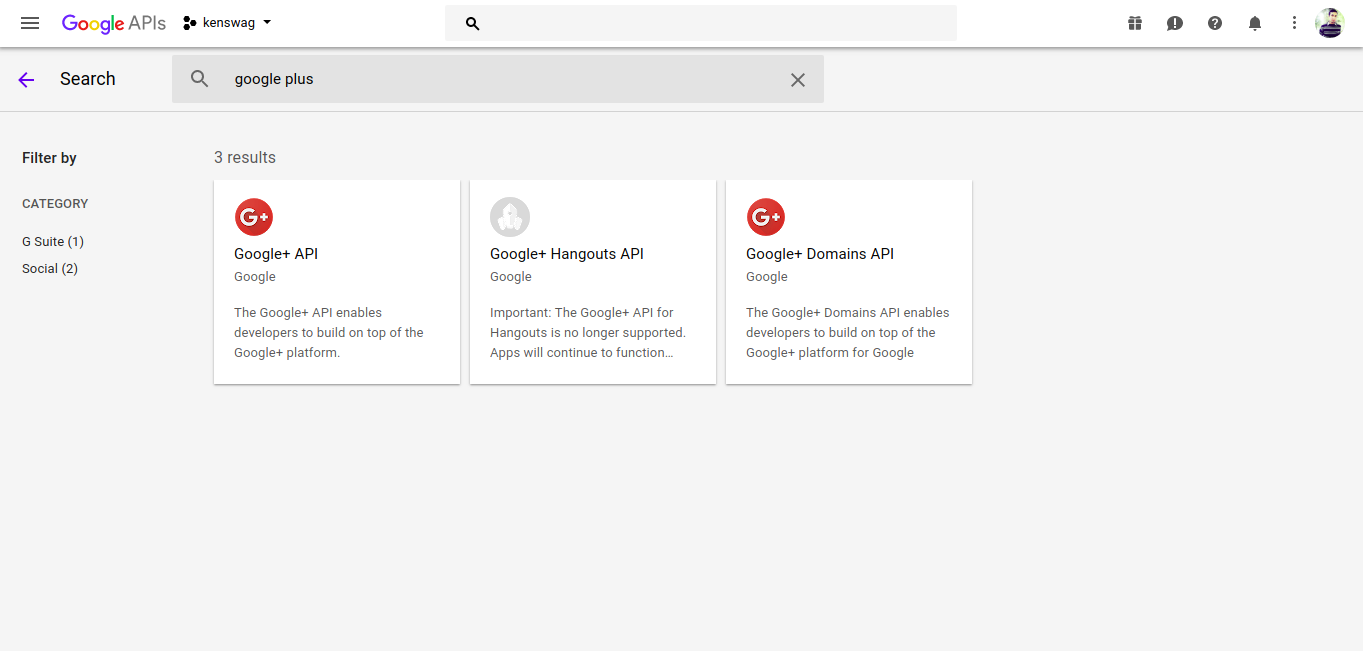 Google APIs kenswag
Search google plus
Filter by
CATEGORY
G Suite (1)
Social (2)
3 results
G+
Google+ API
Google
The Google+ API enables
developers to build on top of the
Google+ platform.
Google+ Hangouts API
Google
Important: The Google+ API for
Hangouts is no longer supported.
Apps will continue to function…
G+
Google+ Domains API
Google
The Google+ Domains API enables
developers to build on top of the
Google+ platform for Google